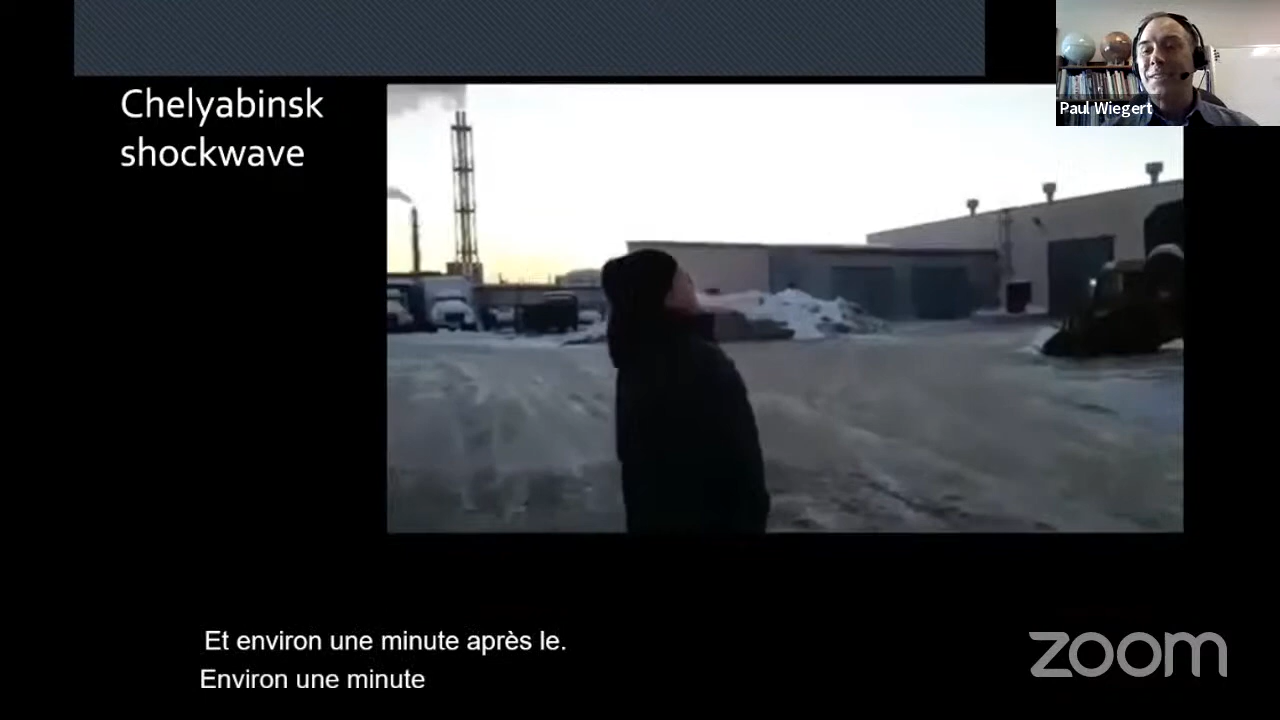 Chelyabinsk
shockwave
Paul Wiegert
Et environ une minute après le.
Environ une minute
zoom